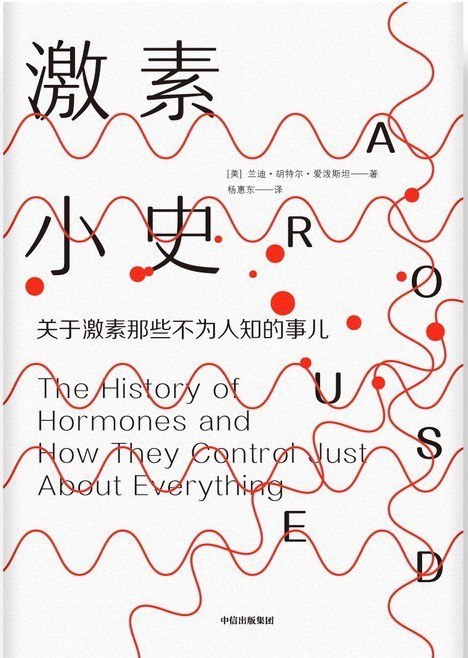 激素
小史
[美] 兰迪·胡特尔·爱泼斯坦——著
杨惠东——译
AROUSED
关于激素那些不为人知的事儿
The History of
Hormones and
How They Control Just
About Everything
中信出版集团